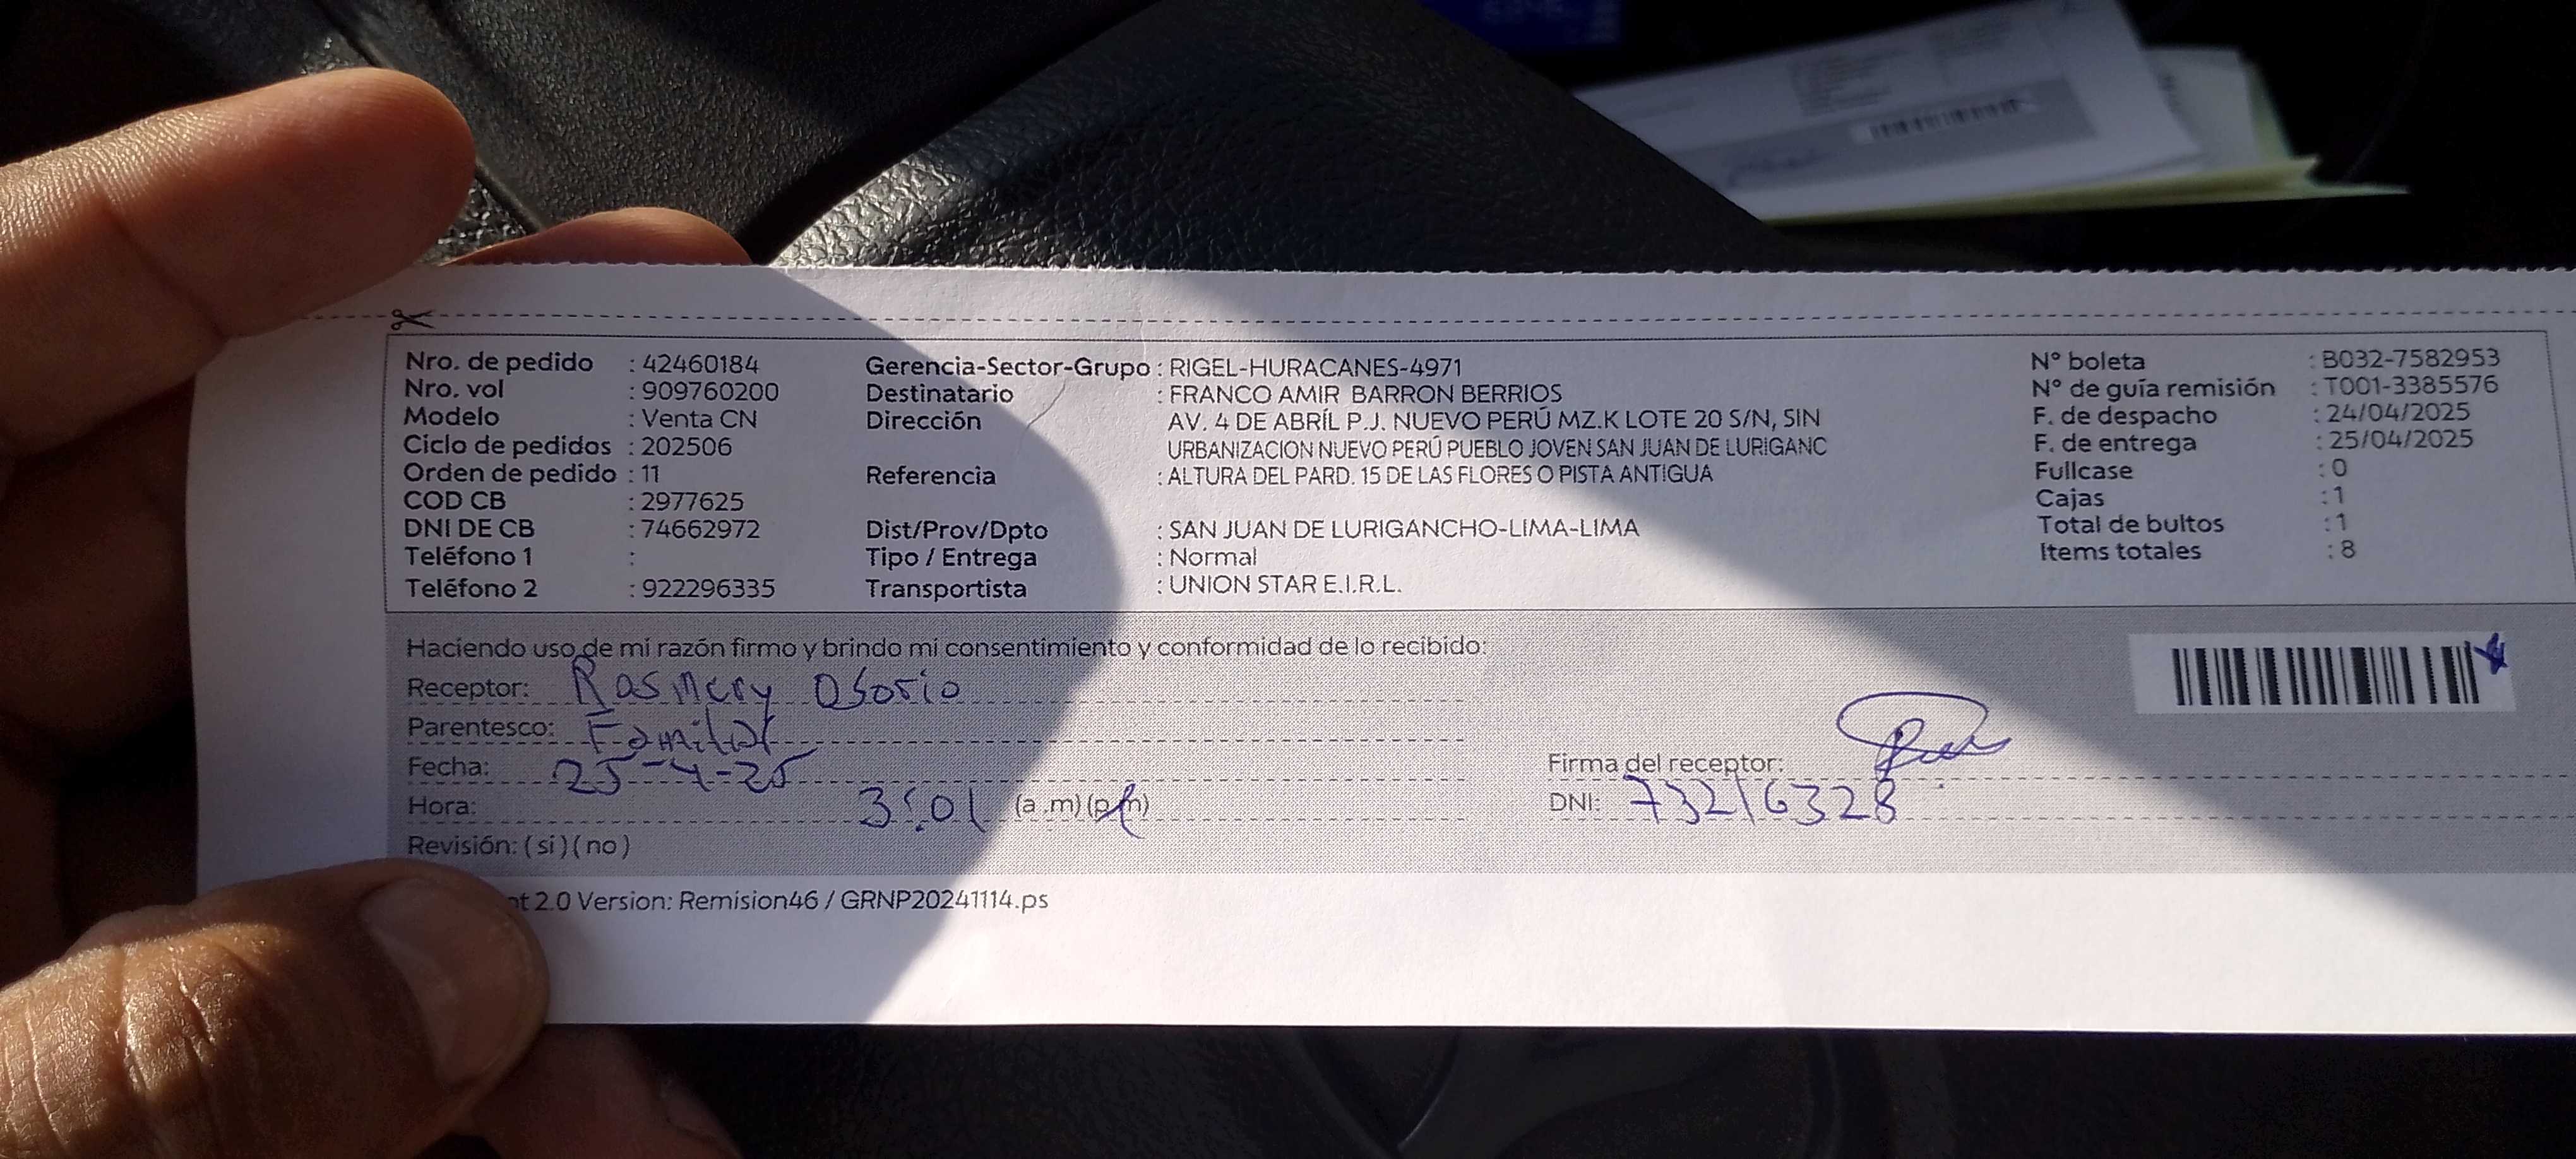 Nro. de pedido : 42460184
Nro. vol : 909760200
Modelo : Venta CN
Ciclo de pedidos : 202506
Orden de pedido : 11
COD CB : 2977625
DNI DE CB : 74662972
Teléfono 1 :
Teléfono 2 : 922296335
Gerencia-Sector-Grupo : RIGEL-HURACANES-4971
Destinatario : FRANCO AMIR BARRON BERRIOS
Dirección : AV. 4 DE ABRÍL P.J. NUEVO PERÚ MZ.K LOTE 20 S/N, SIN
URBANIZACION NUEVO PERÚ PUEBLO JOVEN SAN JUAN DE LURIGANC
Referencia : ALTURA DEL PARD. 15 DE LAS FLORES O PISTA ANTIGUA
Dist/Prov/Dpto : SAN JUAN DE LURIGANCHO-LIMA-LIMA
Tipo / Entrega : Normal
Transportista : UNION STAR E.I.R.L.
N° boleta : B032-7582953
N° de guía remisión : T001-3385576
F. de despacho : 24/04/2025
F. de entrega : 25/04/2025
Fullcase : 0
Cajas : 1
Total de bultos : 1
Items totales : 8
Haciendo uso de mi razón firmo y brindo mi consentimiento y conformidad de lo recibido:
Receptor: Rosmery Osorio
Parentesco: Familiar
Fecha: 25-4-25
Hora: 3:01 (a .m) (p.m)
Revisión: ( si ) ( no )
Firma del receptor:
DNI: 73216328
2.0 Version: Remision46 / GRNP20241114.ps